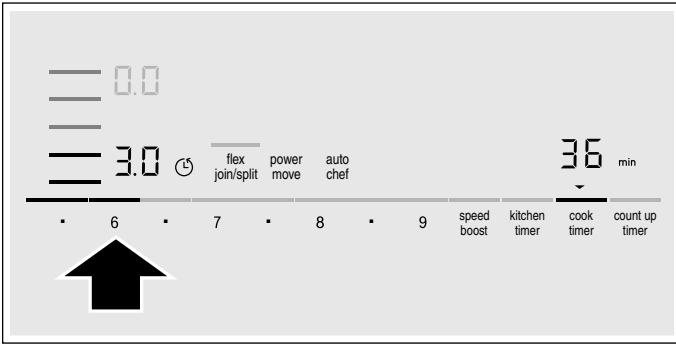 0.0
3.0
flex join/split
power move
auto chef
36 min
· 6 · 7 · 8 · 9
speed boost
kitchen timer
cook timer
count up timer